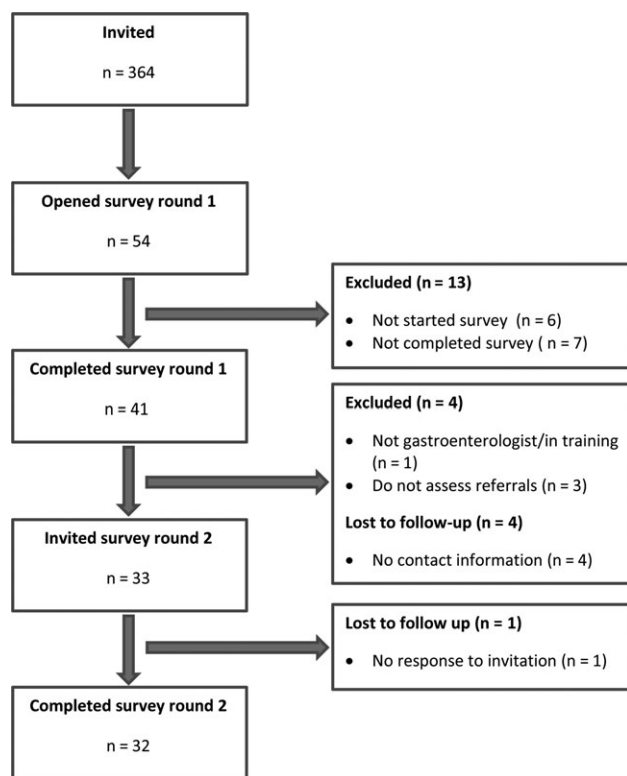 Invited
n = 364
Opened survey round 1
n = 54
Excluded (n = 13)
• Not started survey (n = 6)
• Not completed survey ( n = 7)
Completed survey round 1
n = 41
Excluded (n = 4)
• Not gastroenterologist/in training
(n = 1)
• Do not assess referrals (n = 3)
Lost to follow-up (n = 4)
• No contact information (n = 4)
Invited survey round 2
n = 33
Lost to follow up (n = 1)
• No response to invitation (n = 1)
Completed survey round 2
n = 32